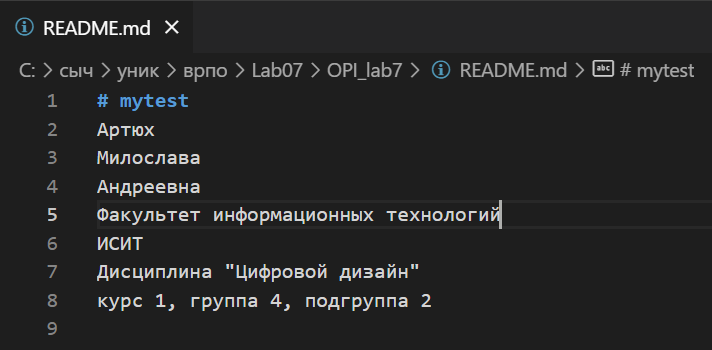 README.md
C: > сыч > уник > врпо > Lab07 > OPI_lab7 > README.md > abc # mytest
1 # mytest
2 Артюх
3 Милослава
4 Андреевна
5 Факультет информационных технологий
6 ИСИТ
7 Дисциплина "Цифровой дизайн"
8 курс 1, группа 4, подгруппа 2
9